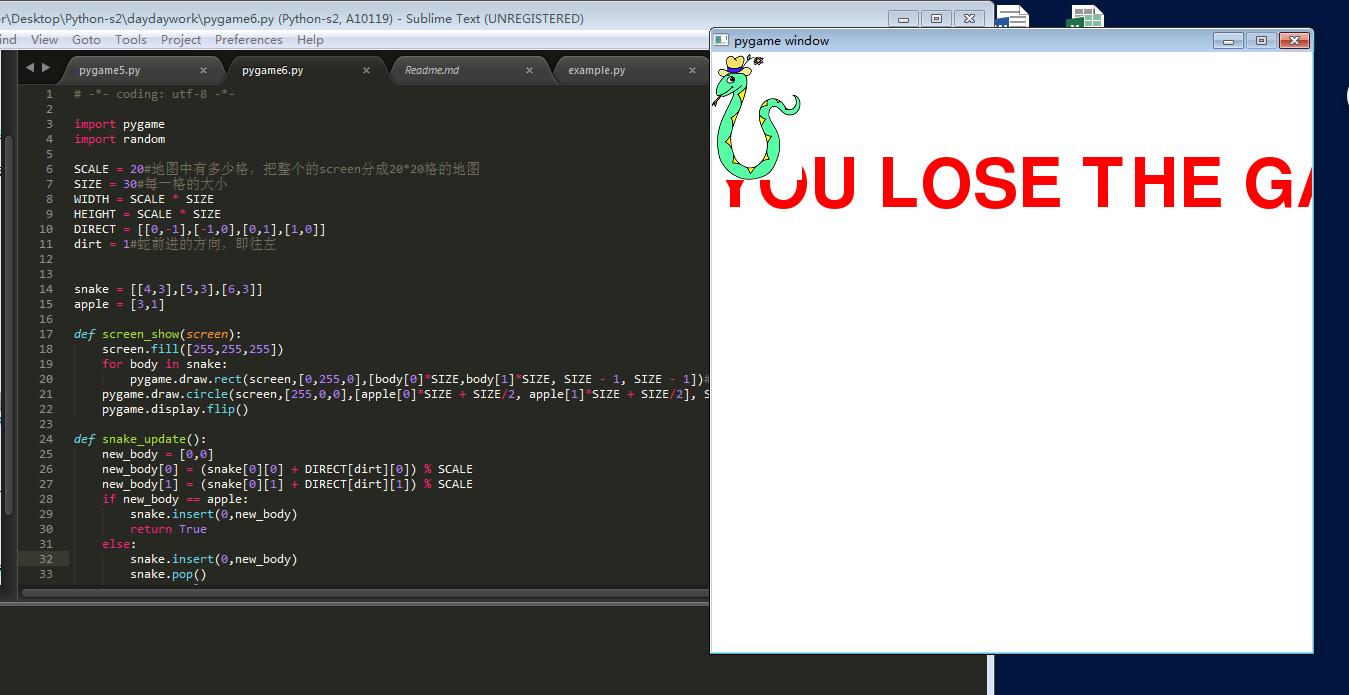 r\Desktop\Python-s2\daydaywork\pygame6.py (Python-s2, A10119) - Sublime Text (UNREGISTERED)
ind View Goto Tools Project Preferences Help
pygame5.py pygame6.py Readme.md example.py
1 # -*- coding: utf-8 -*-
2
3 import pygame
4 import random
5
6 SCALE = 20#地图中有多少格，把整个的screen分成20*20格的地图
7 SIZE = 30#每一格的大小
8 WIDTH = SCALE * SIZE
9 HEIGHT = SCALE * SIZE
10 DIRECT = [[0,-1],[-1,0],[0,1],[1,0]]
11 dirt = 1#蛇前进的方向，即往左
12
13
14 snake = [[4,3],[5,3],[6,3]]
15 apple = [3,1]
16
17 def screen_show(screen):
18 screen.fill([255,255,255])
19 for body in snake:
20 pygame.draw.rect(screen,[0,255,0],[body[0]*SIZE,body[1]*SIZE, SIZE - 1, SIZE - 1])#
21 pygame.draw.circle(screen,[255,0,0],[apple[0]*SIZE + SIZE/2, apple[1]*SIZE + SIZE/2], S
22 pygame.display.flip()
23
24 def snake_update():
25 new_body = [0,0]
26 new_body[0] = (snake[0][0] + DIRECT[dirt][0]) % SCALE
27 new_body[1] = (snake[0][1] + DIRECT[dirt][1]) % SCALE
28 if new_body == apple:
29 snake.insert(0,new_body)
30 return True
31 else:
32 snake.insert(0,new_body)
33 snake.pop()
pygame window
YOU LOSE THE GA